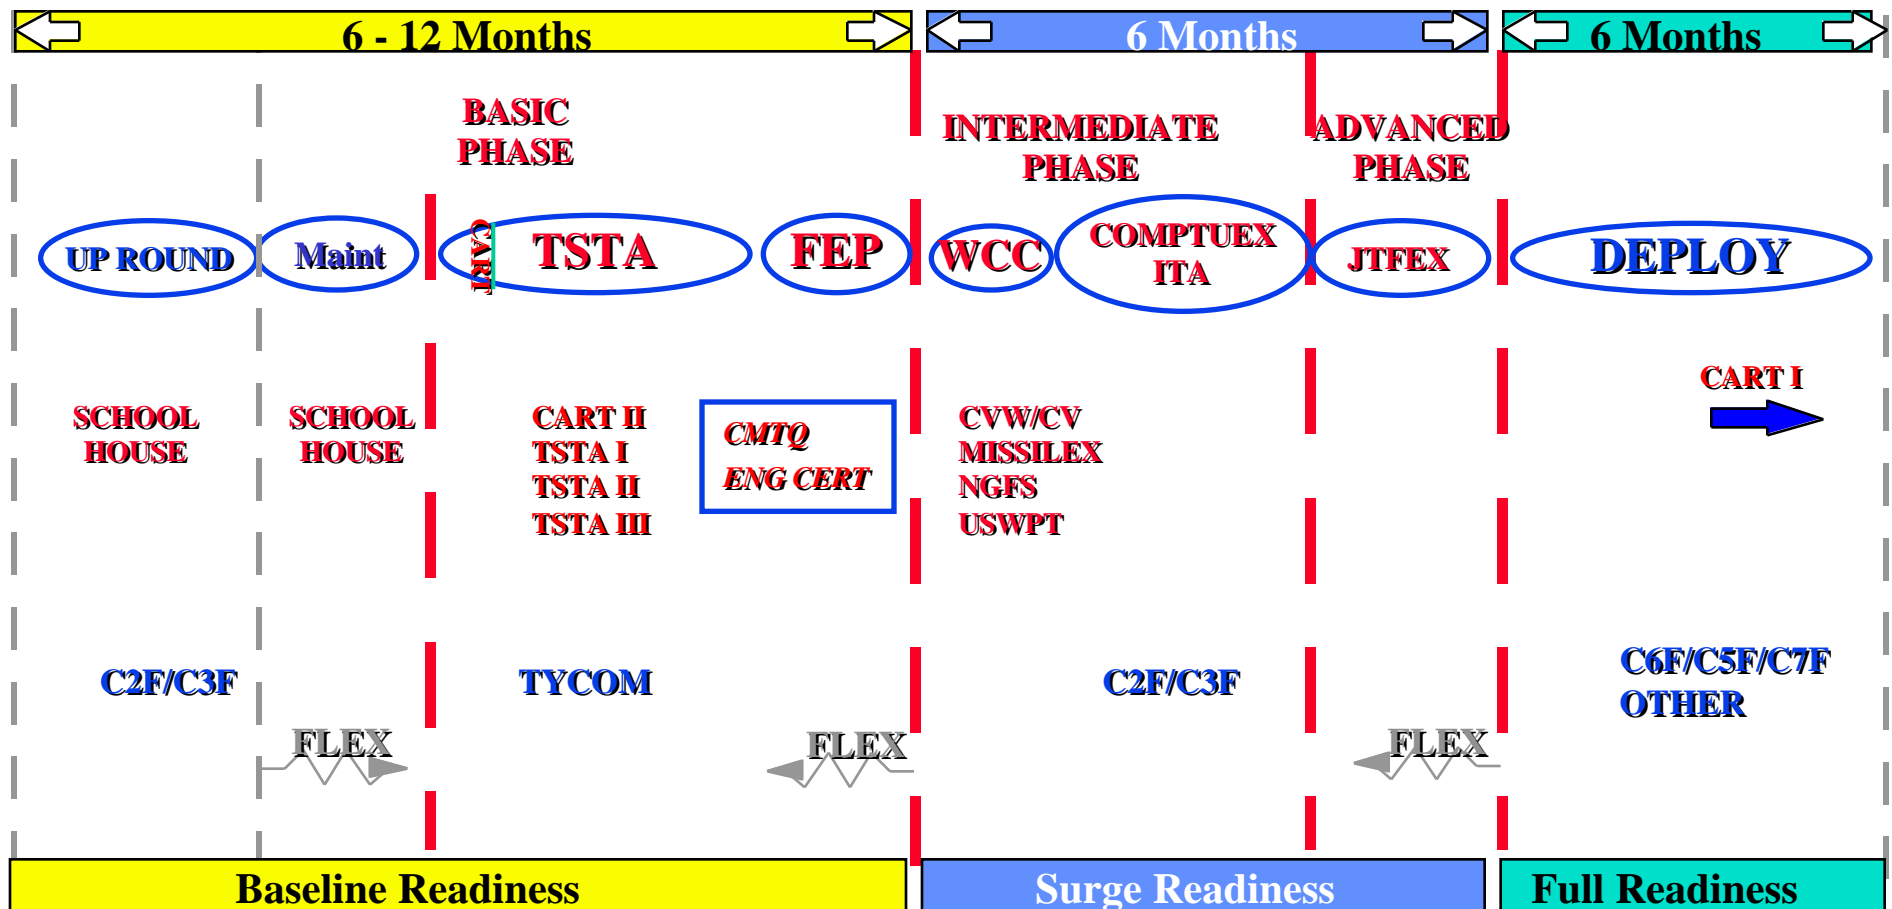 6 - 12 Months
6 Months
6 Months
BASIC
PHASE
INTERMEDIATE
PHASE
ADVANCED
PHASE
UP ROUND
Maint
CART
TSTA
FEP
WCC
COMPTUEX
ITA
JTFEX
DEPLOY
CART I
SCHOOL
HOUSE
SCHOOL
HOUSE
CART II
TSTA I
TSTA II
TSTA III
CMTQ
ENG CERT
CVW/CV
MISSILEX
NGFS
USWPT
C2F/C3F
TYCOM
C2F/C3F
C6F/C5F/C7F
OTHER
FLEX
FLEX
FLEX
Baseline Readiness
Surge Readiness
Full Readiness